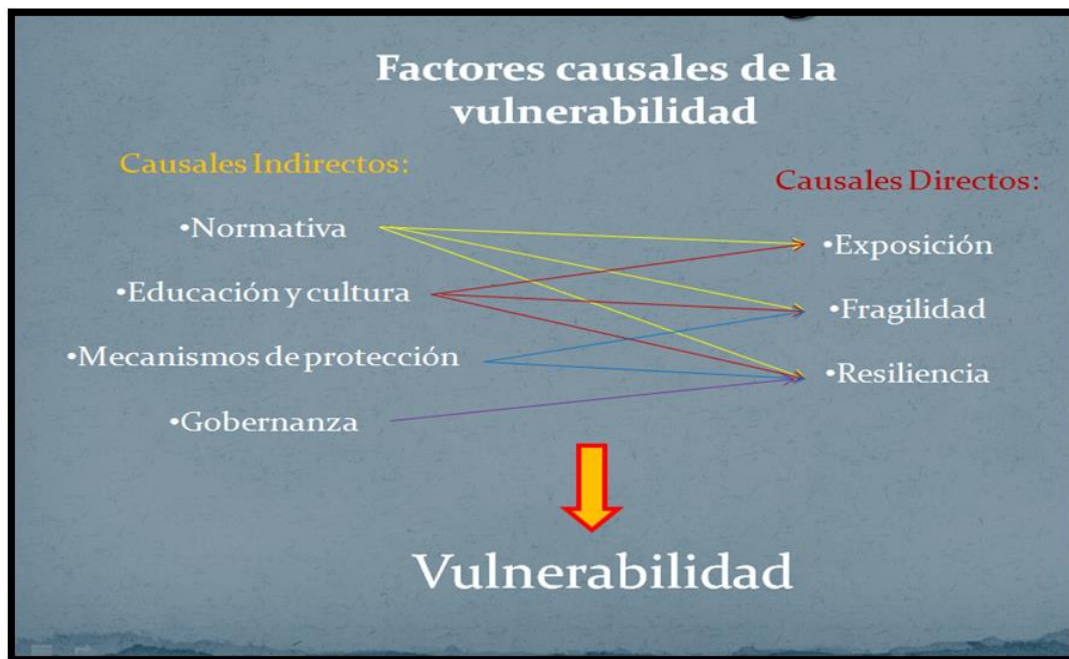 Factores causales de la
vulnerabilidad
Causales Indirectos:
•Normativa
•Educación y cultura
•Mecanismos de protección
•Gobernanza
Causales Directos:
•Exposición
•Fragilidad
•Resiliencia
Vulnerabilidad